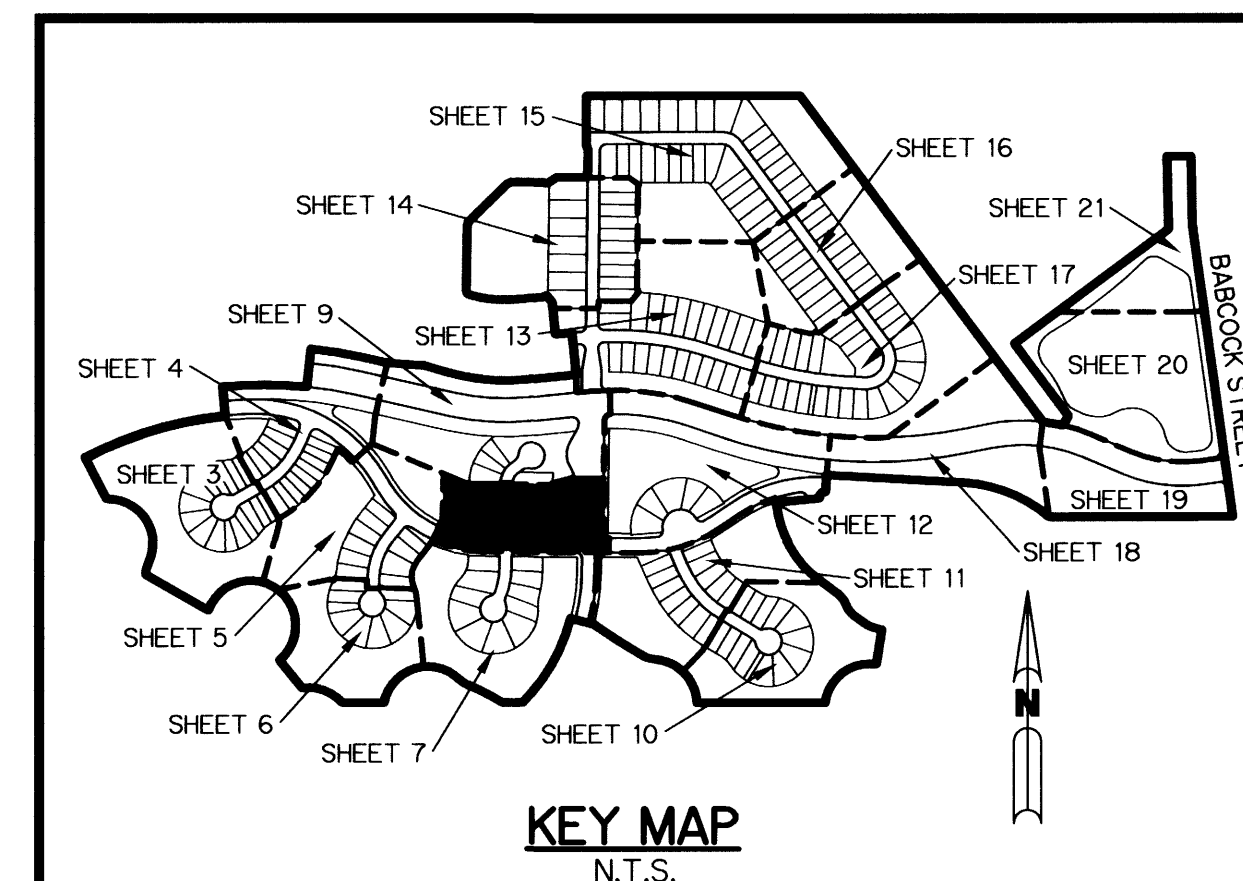 SHEET 15
SHEET 16
SHEET 14
SHEET 21
SHEET 17
BABCOCK STREET
SHEET 9
SHEET 13
SHEET 4
SHEET 20
SHEET 3
SHEET 19
SHEET 12
SHEET 18
SHEET 11
SHEET 5
SHEET 6
SHEET 7
SHEET 10
N
KEY MAP
N.T.S.